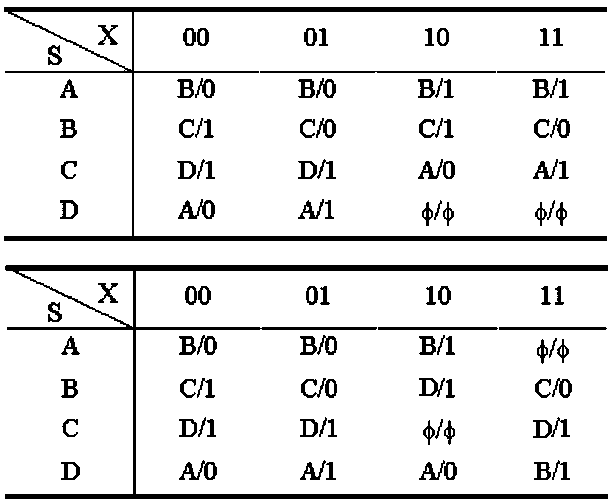 X 00 01 10 11
S
A B/0 B/0 B/1 B/1
B C/1 C/0 C/1 C/0
C D/1 D/1 A/0 A/1
D A/0 A/1 ϕ/ϕ ϕ/ϕ
X 00 01 10 11
S
A B/0 B/0 B/1 ϕ/ϕ
B C/1 C/0 D/1 C/0
C D/1 D/1 ϕ/ϕ D/1
D A/0 A/1 A/0 B/1